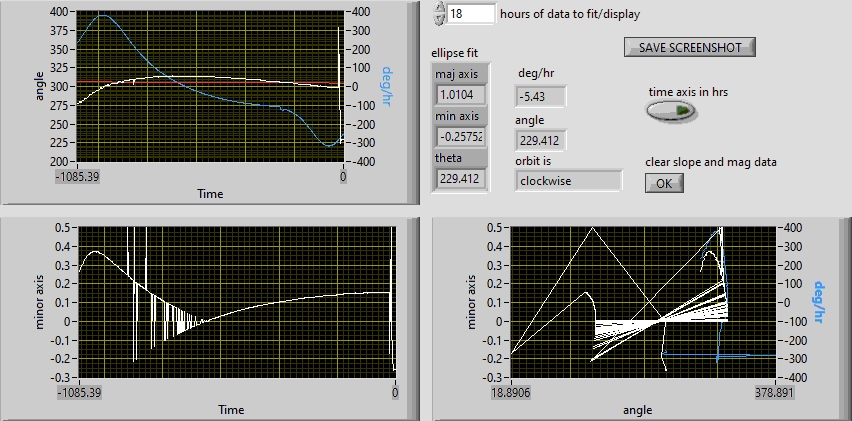 400
375
350
325
300
275
250
225
200
angle
400
300
200
100
0
-100
-200
-300
-400
deg/hr
-1085.39
0
Time
18 hours of data to fit/display
SAVE SCREENSHOT
ellipse fit
maj axis
1.0104
min axis
-0.25752
theta
229.412
deg/hr
-5.43
angle
229.412
orbit is
clockwise
time axis in hrs
clear slope and mag data
OK
0.5
0.4
0.3
0.2
0.1
0
-0.1
-0.2
-0.3
minor axis
-1085.39
0
Time
0.5
0.4
0.3
0.2
0.1
0
-0.1
-0.2
-0.3
minor axis
400
300
200
100
0
-100
-200
-300
-400
deg/hr
18.8906
378.891
angle